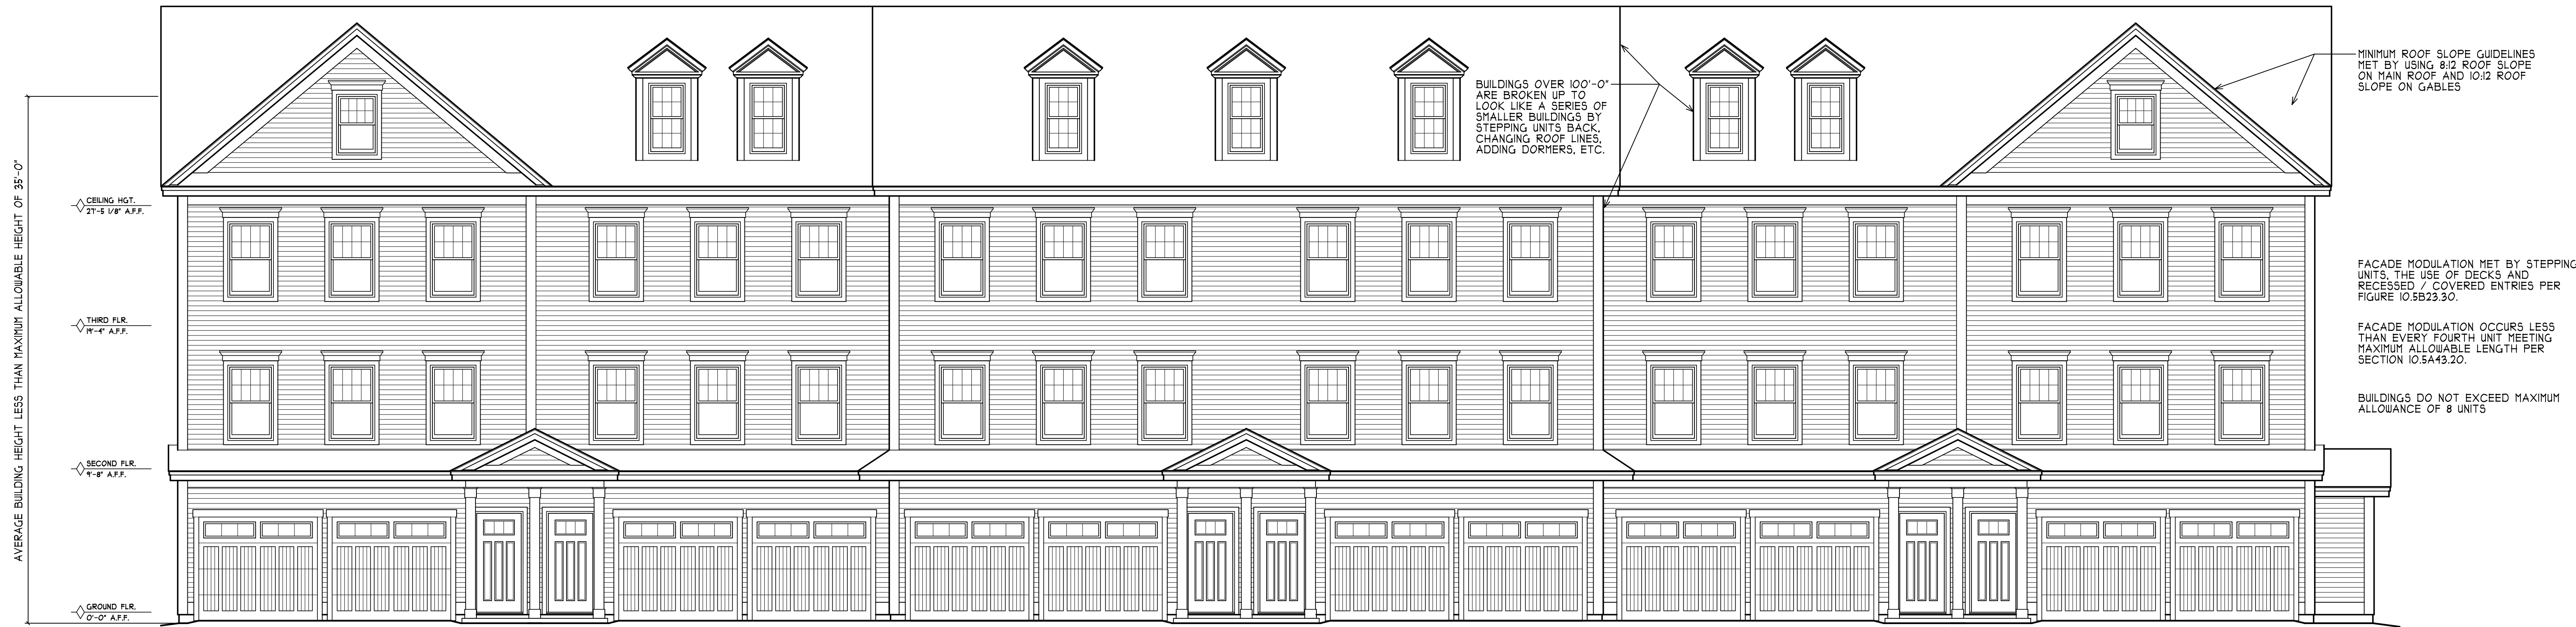 AVERAGE BUILDING HEIGHT LESS THAN MAXIMUM ALLOWABLE HEIGHT OF 35'-0"
CEILING HGT.
27'-5 1/8" A.F.F.
THIRD FLR.
19'-4" A.F.F.
SECOND FLR.
9'-8" A.F.F.
GROUND FLR.
0'-0" A.F.F.
BUILDINGS OVER 100'-0"
ARE BROKEN UP TO
LOOK LIKE A SERIES OF
SMALLER BUILDINGS BY
STEPPING UNITS BACK,
CHANGING ROOF LINES,
ADDING DORMERS, ETC.
MINIMUM ROOF SLOPE GUIDELINES
MET BY USING 8:12 ROOF SLOPE
ON MAIN ROOF AND 10:12 ROOF
SLOPE ON GABLES
FACADE MODULATION MET BY STEPPING
UNITS, THE USE OF DECKS AND
RECESSED / COVERED ENTRIES PER
FIGURE 10.5B23.30.
FACADE MODULATION OCCURS LESS
THAN EVERY FOURTH UNIT MEETING
MAXIMUM ALLOWABLE LENGTH PER
SECTION 10.5A43.20.
BUILDINGS DO NOT EXCEED MAXIMUM
ALLOWANCE OF 8 UNITS